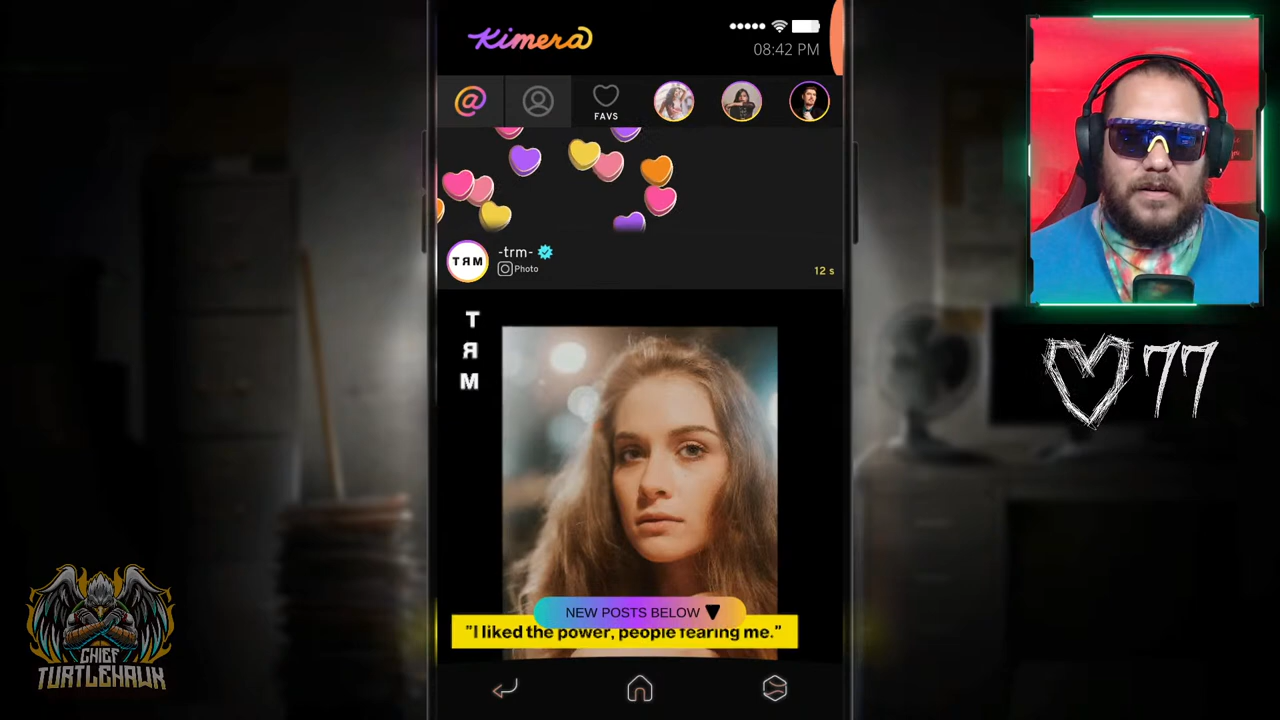 Kimera
08:42 PM
@
FAVS
TЯM
-trm-
Photo
12 s
T
Я
M
NEW POSTS BELOW
"I liked the power, people fearing me."
77
CHIEF
TURTLEHAWK